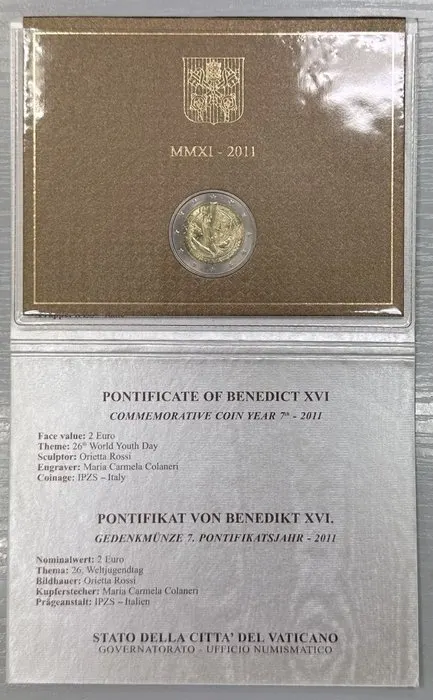 MMXI - 2011
PONTIFICATE OF BENEDICT XVI
COMMEMORATIVE COIN YEAR 7th - 2011
Face value: 2 Euro
Theme: 26th World Youth Day
Sculptor: Orietta Rossi
Engraver: Maria Carmela Colaneri
Coinage: IPZS – Italy
PONTIFIKAT VON BENEDIKT XVI.
GEDENKMÜNZE 7. PONTIFIKATSJAHR - 2011
Nominalwert: 2 Euro
Thema: 26. Weltjugendtag
Bildhauer: Orietta Rossi
Kupferstecher: Maria Carmela Colaneri
Prägeanstalt: IPZS – Italien
STATO DELLA CITTA' DEL VATICANO
GOVERNATORATO - UFFICIO NUMISMATICO